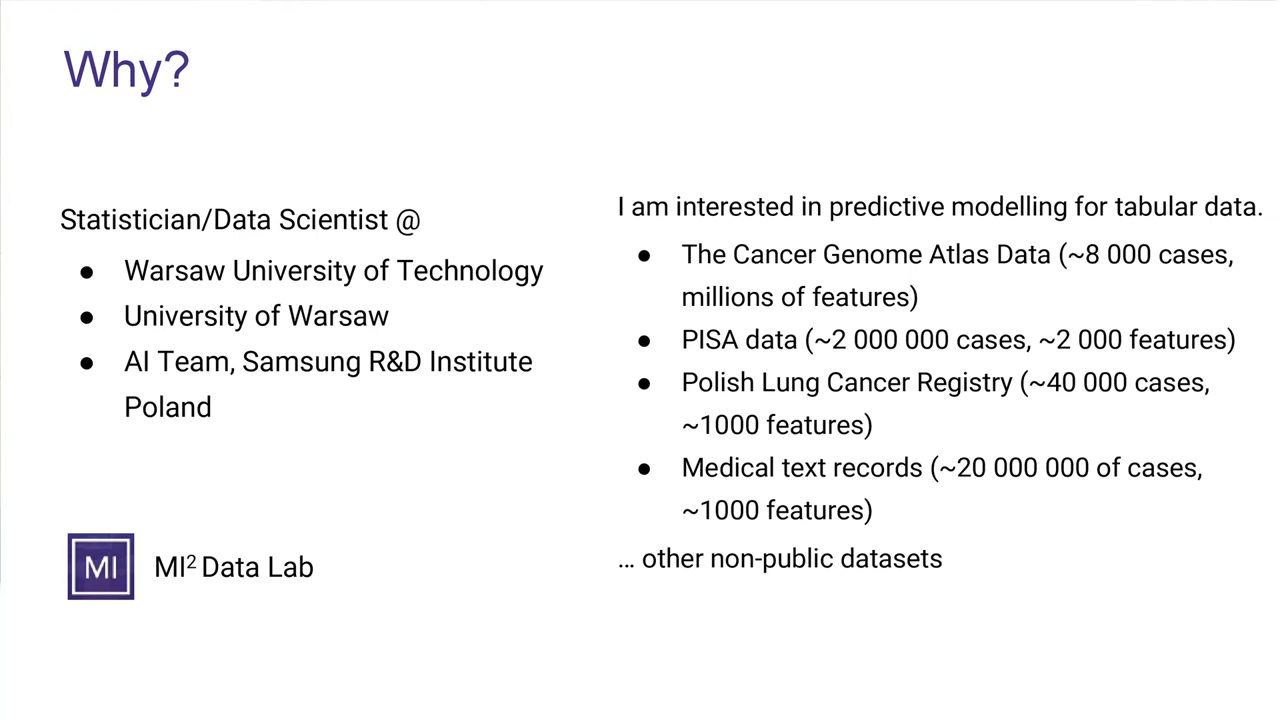 Why?
Statistician/Data Scientist @
● Warsaw University of Technology
● University of Warsaw
● AI Team, Samsung R&D Institute
Poland
MI
MI² Data Lab
I am interested in predictive modelling for tabular data.
● The Cancer Genome Atlas Data (~8 000 cases,
millions of features)
● PISA data (~2 000 000 cases, ~2 000 features)
● Polish Lung Cancer Registry (~40 000 cases,
~1000 features)
● Medical text records (~20 000 000 of cases,
~1000 features)
… other non-public datasets